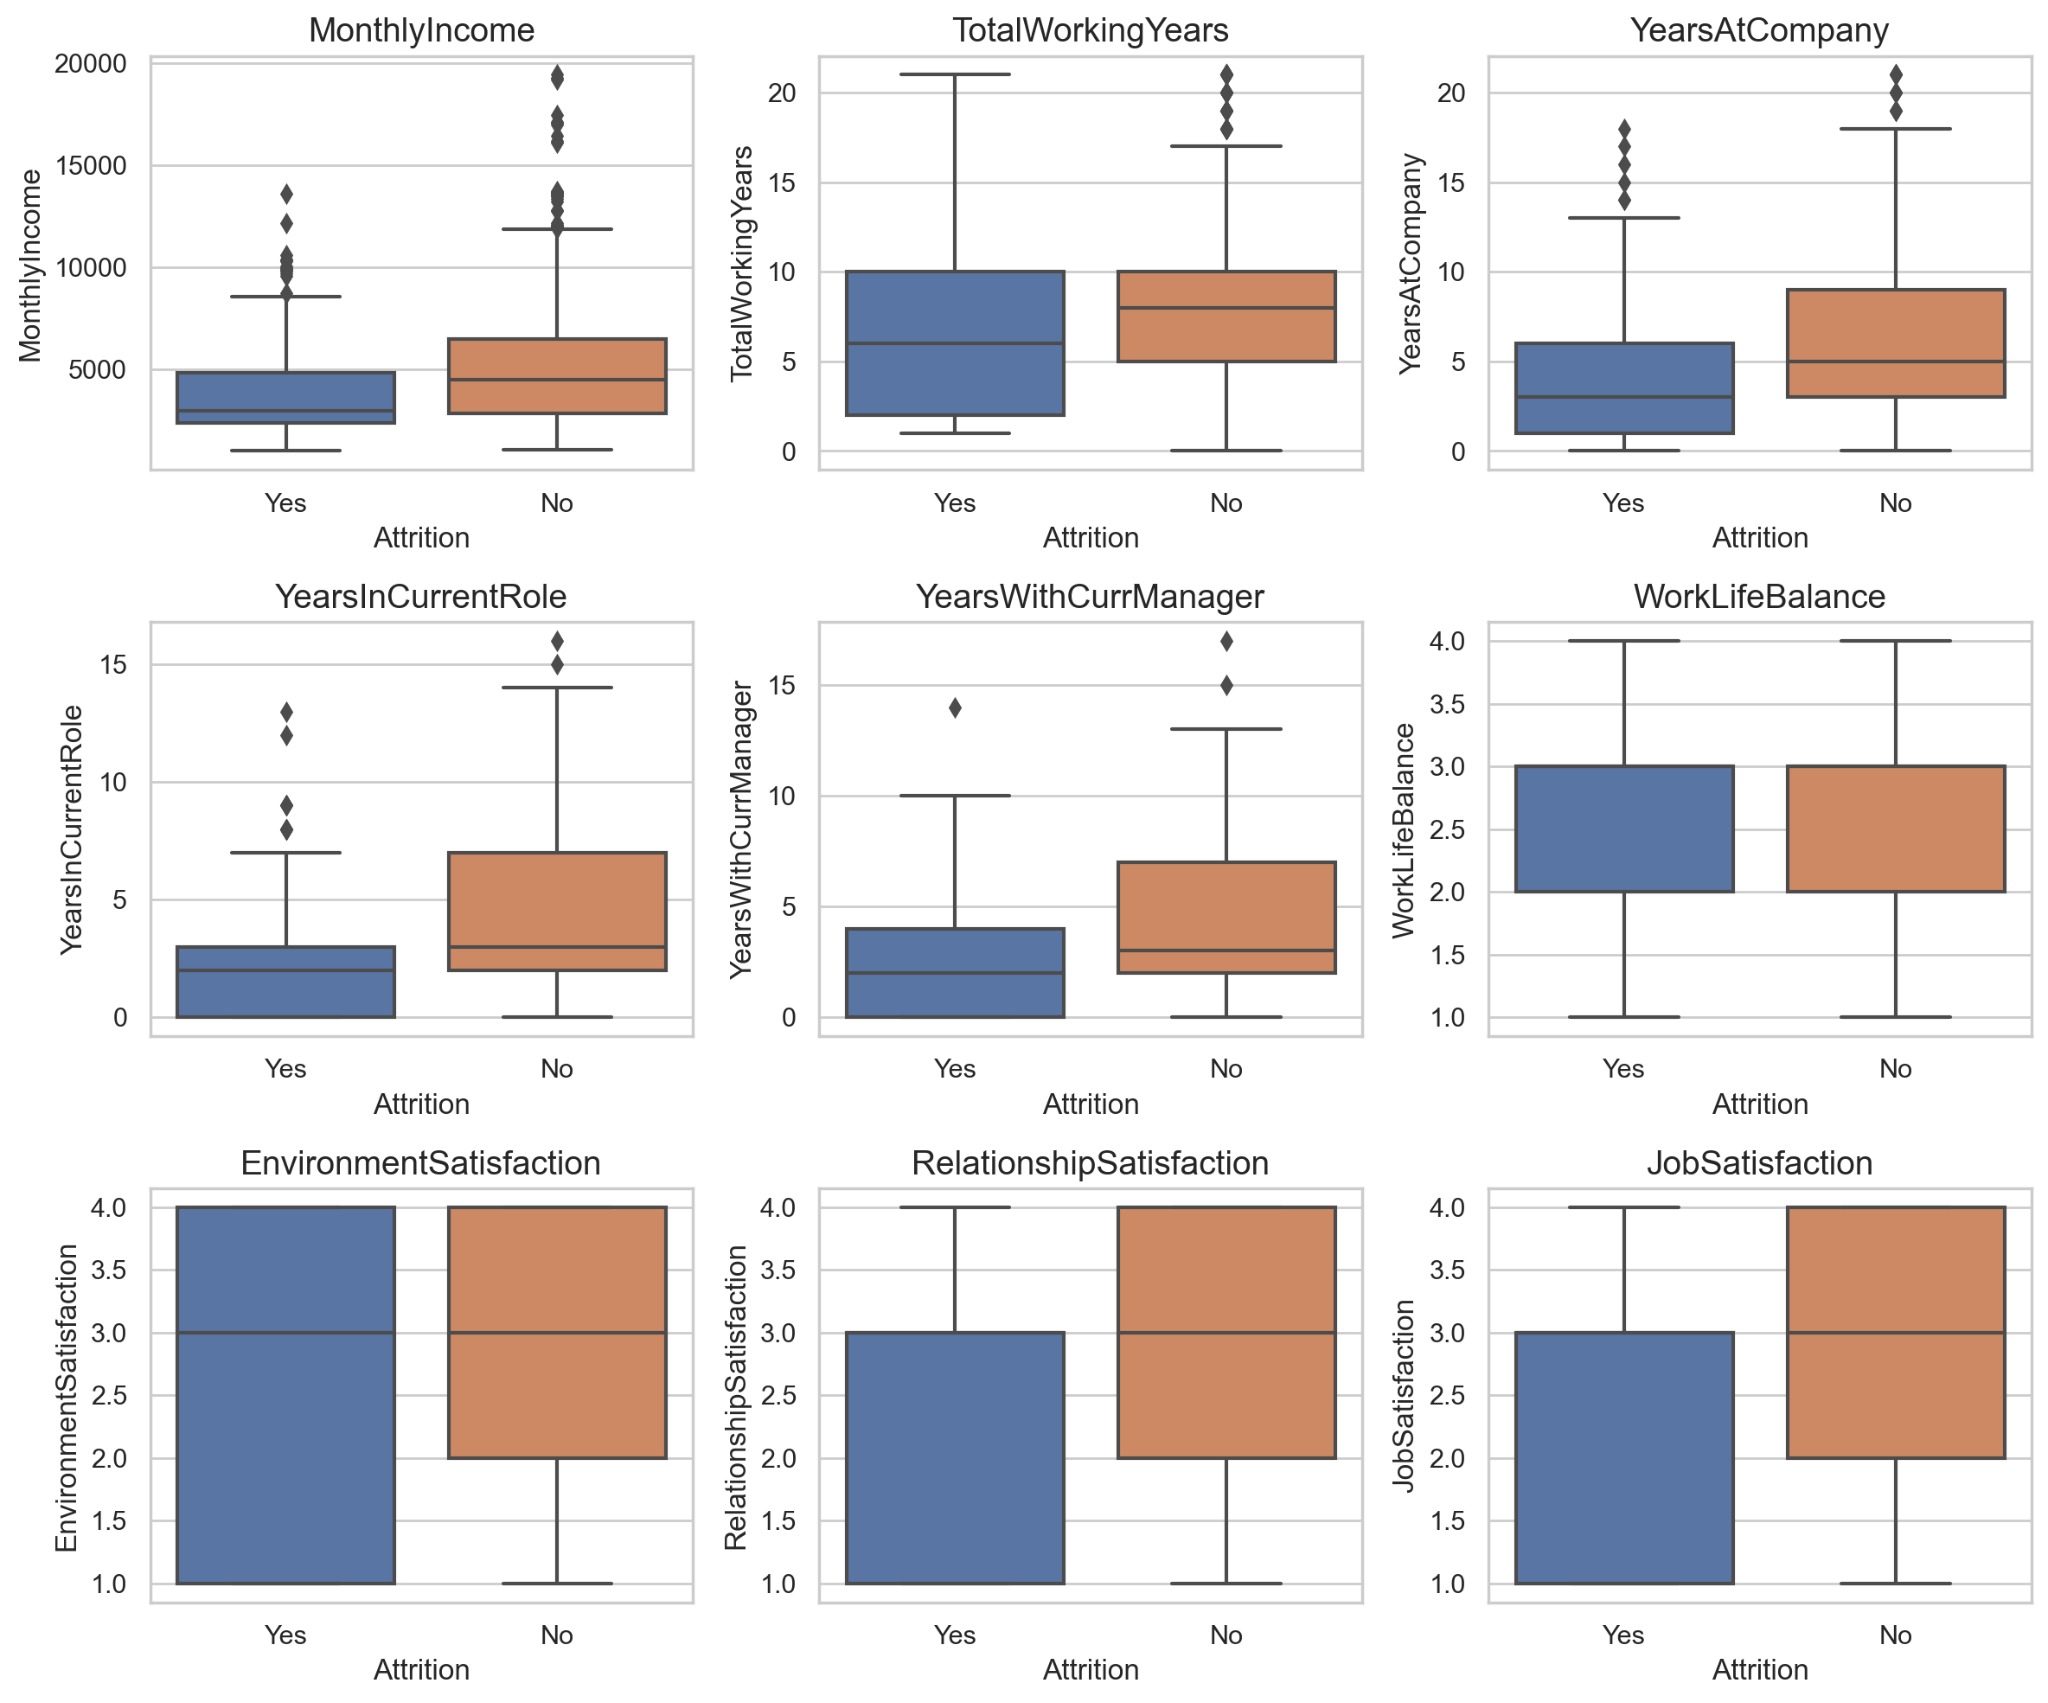 MonthlyIncome
MonthlyIncome
20000
15000
10000
5000
Yes
No
Attrition
TotalWorkingYears
TotalWorkingYears
20
15
10
5
0
Yes
No
Attrition
YearsAtCompany
YearsAtCompany
20
15
10
5
0
Yes
No
Attrition
YearsInCurrentRole
YearsInCurrentRole
15
10
5
0
Yes
No
Attrition
YearsWithCurrManager
YearsWithCurrManager
15
10
5
0
Yes
No
Attrition
WorkLifeBalance
WorkLifeBalance
4.0
3.5
3.0
2.5
2.0
1.5
1.0
Yes
No
Attrition
EnvironmentSatisfaction
EnvironmentSatisfaction
4.0
3.5
3.0
2.5
2.0
1.5
1.0
Yes
No
Attrition
RelationshipSatisfaction
RelationshipSatisfaction
4.0
3.5
3.0
2.5
2.0
1.5
1.0
Yes
No
Attrition
JobSatisfaction
JobSatisfaction
4.0
3.5
3.0
2.5
2.0
1.5
1.0
Yes
No
Attrition